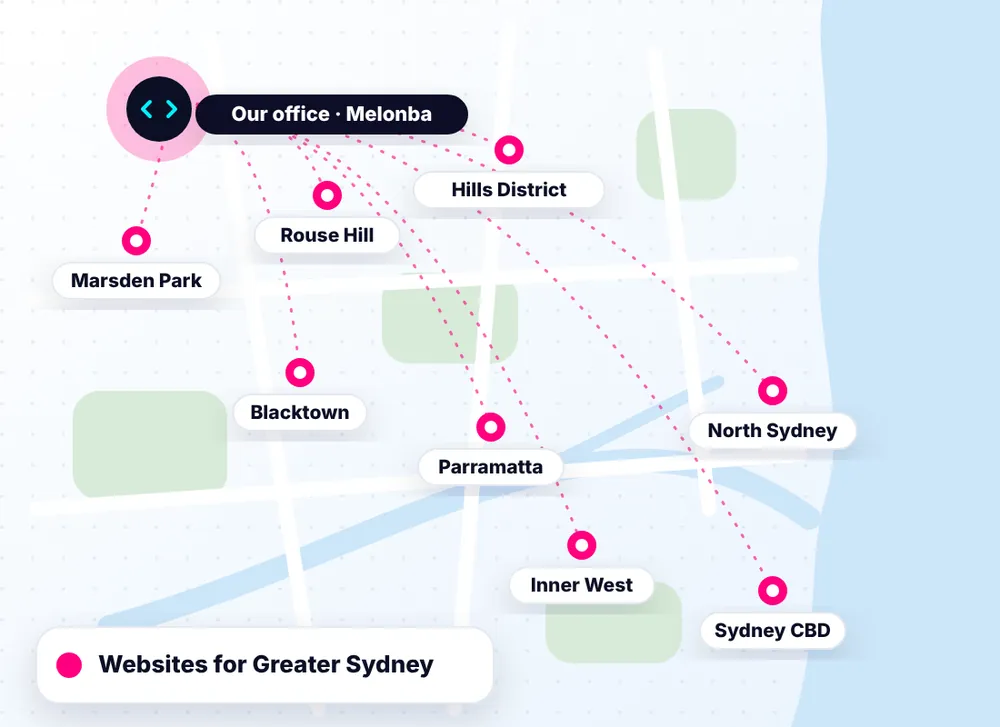 Our office · Melonba
Hills District
Rouse Hill
Marsden Park
Blacktown
North Sydney
Parramatta
Inner West
Sydney CBD
Websites for Greater Sydney